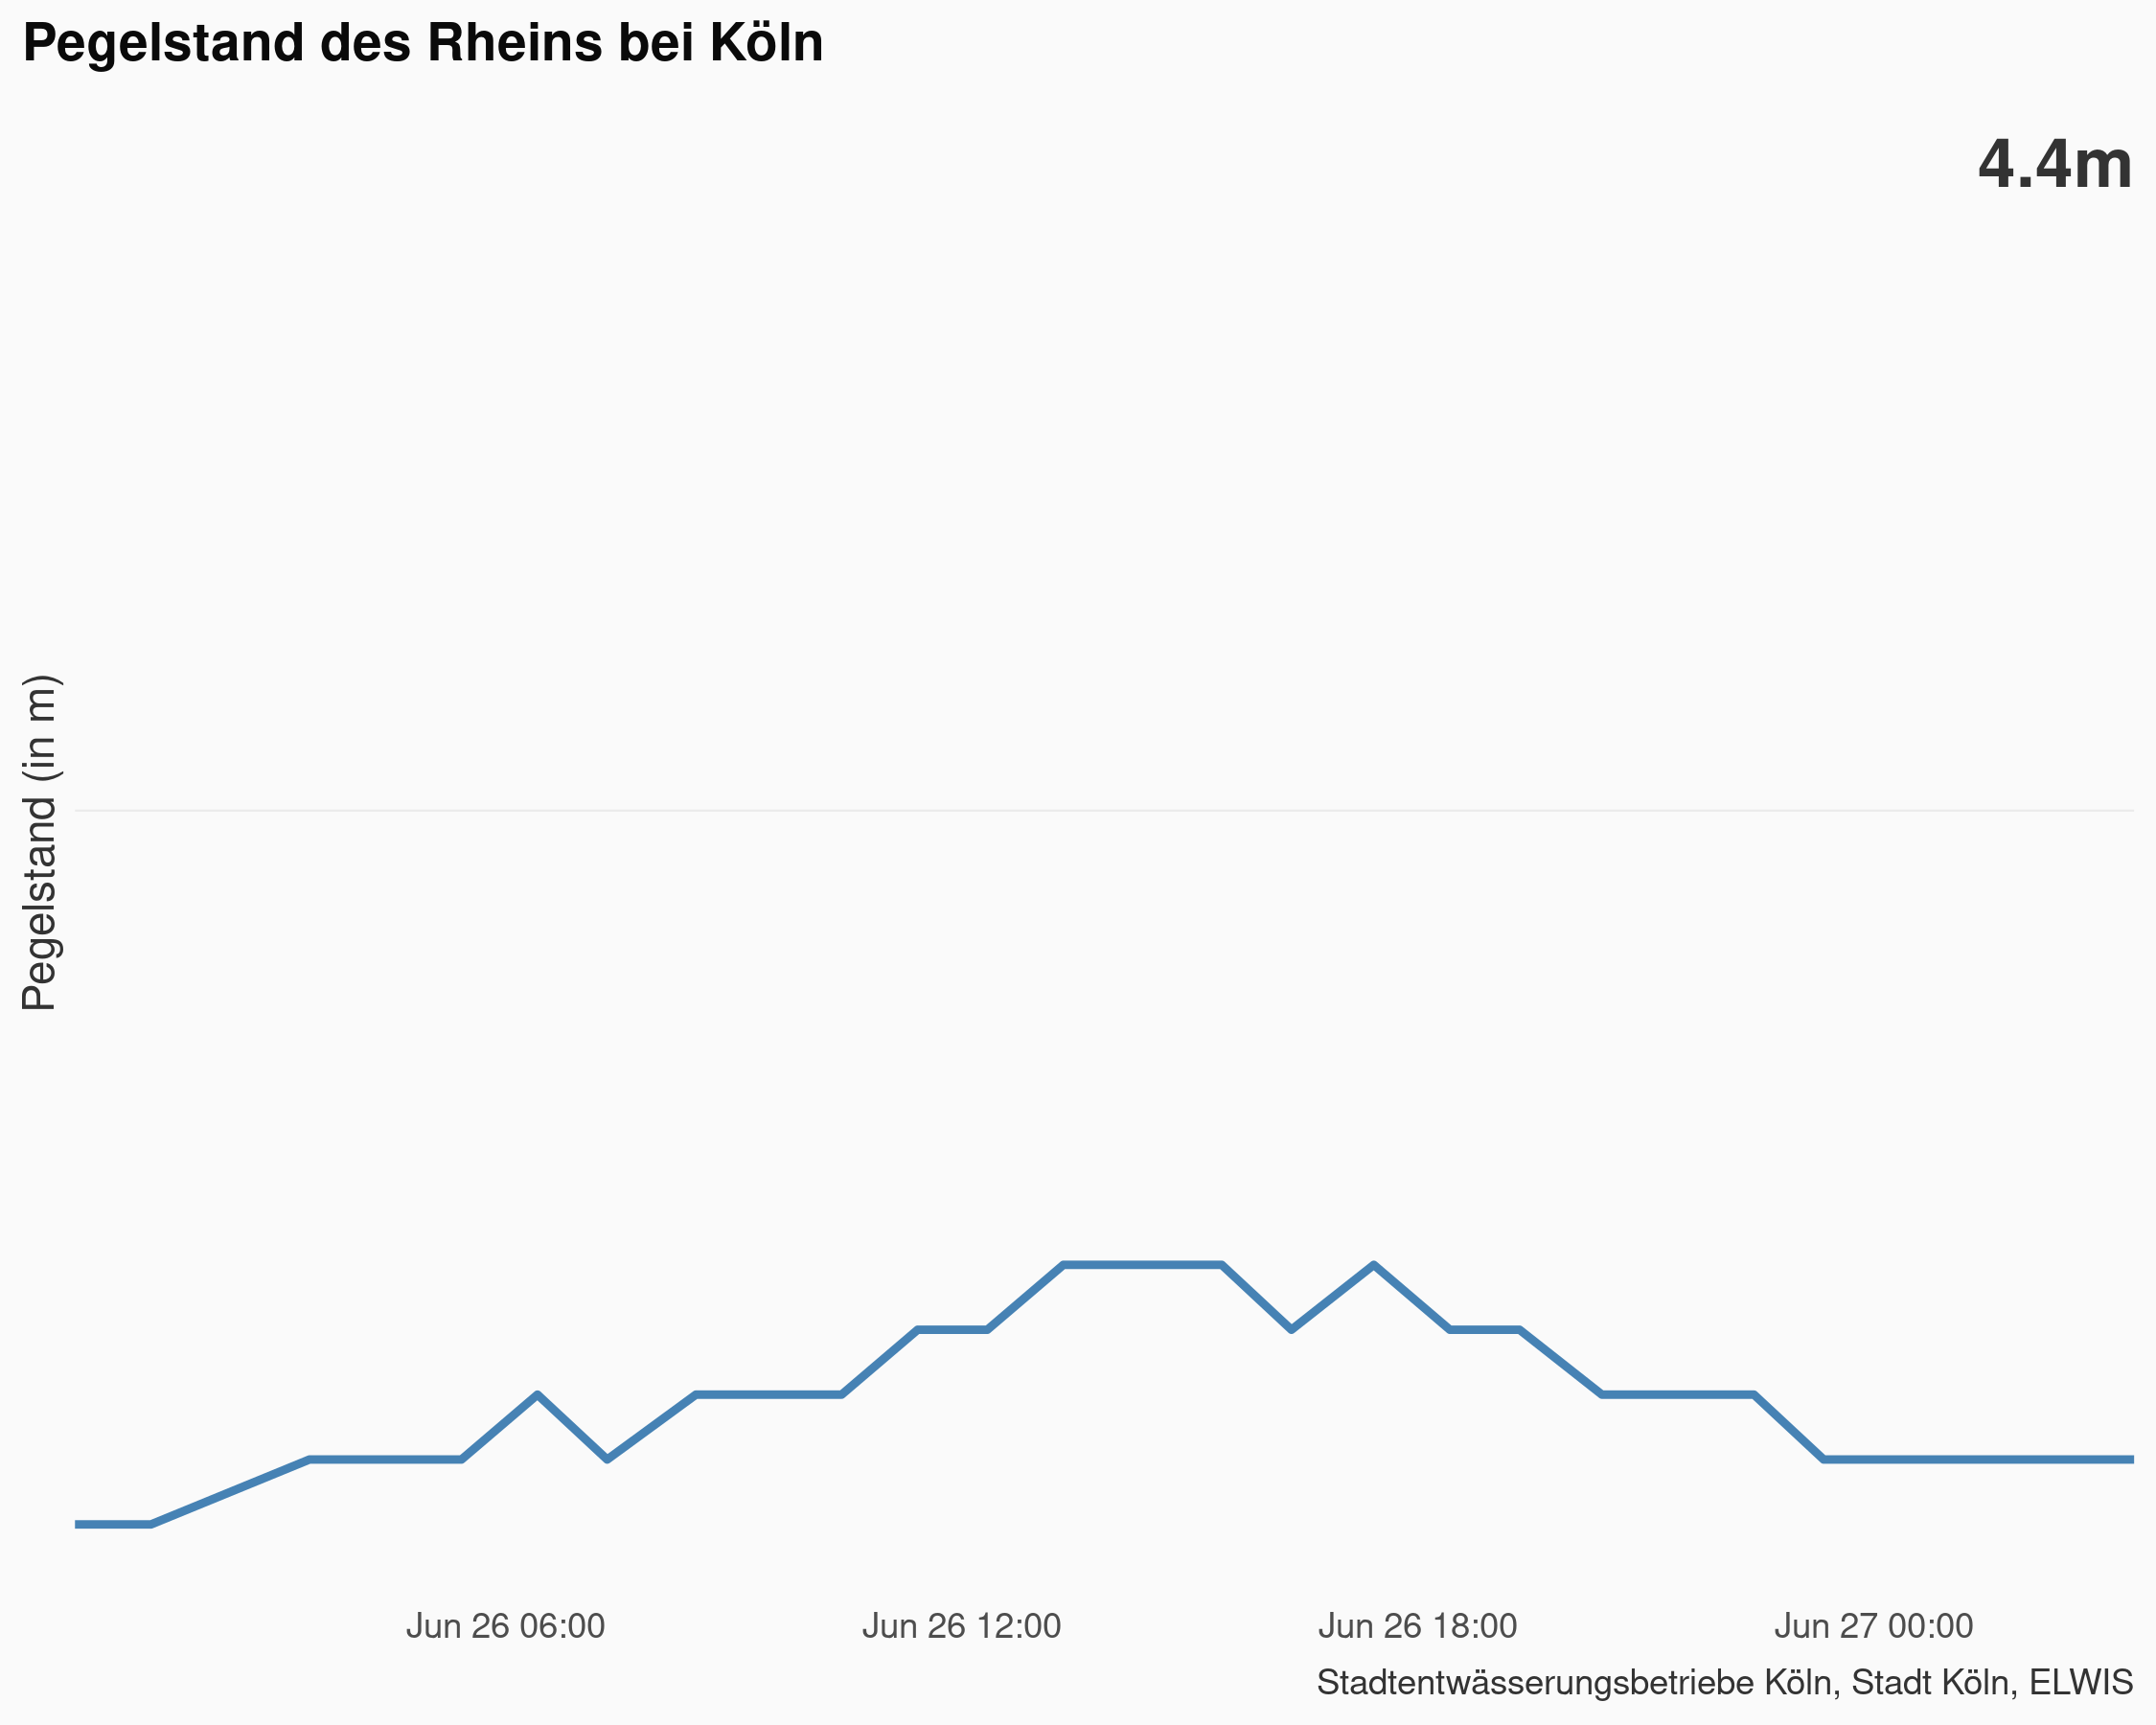 Pegelstand des Rheins bei Köln
4.4m
Pegelstand (in m)
Jun 26 06:00
Jun 26 12:00
Jun 26 18:00
Jun 27 00:00
Stadtentwässerungsbetriebe Köln, Stadt Köln, ELWIS